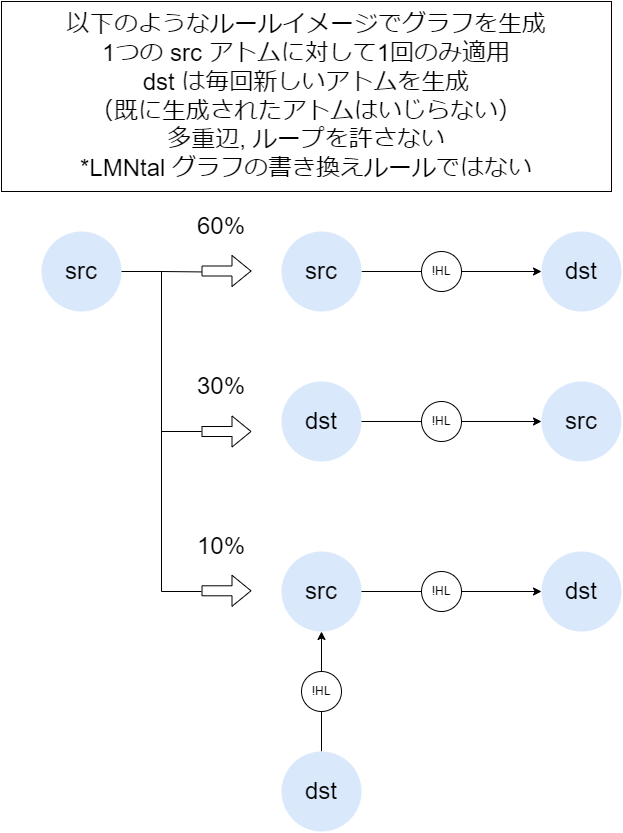 以下のようなルールイメージでグラフを生成
1つの src アトムに対して1回のみ適用
dst は毎回新しいアトムを生成
（既に生成されたアトムはいじらない）
多重辺, ループを許さない
*LMNtal グラフの書き換えルールではない
60%
src
src
!HL
dst
30%
dst
!HL
src
10%
src
!HL
dst
!HL
dst